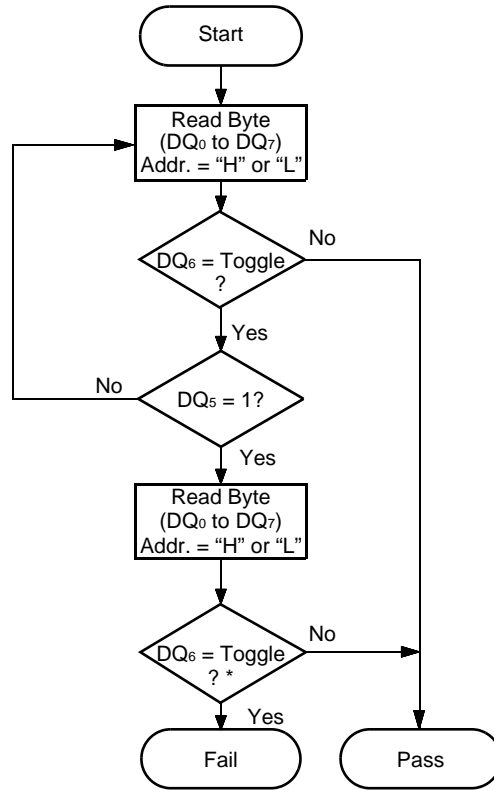 Start
Read Byte
(DQ0 to DQ7)
Addr. = “H” or “L”
No
DQ6 = Toggle
?
Yes
No
DQ5 = 1?
Yes
Read Byte
(DQ0 to DQ7)
Addr. = “H” or “L”
No
DQ6 = Toggle
? *
Yes
Fail
Pass